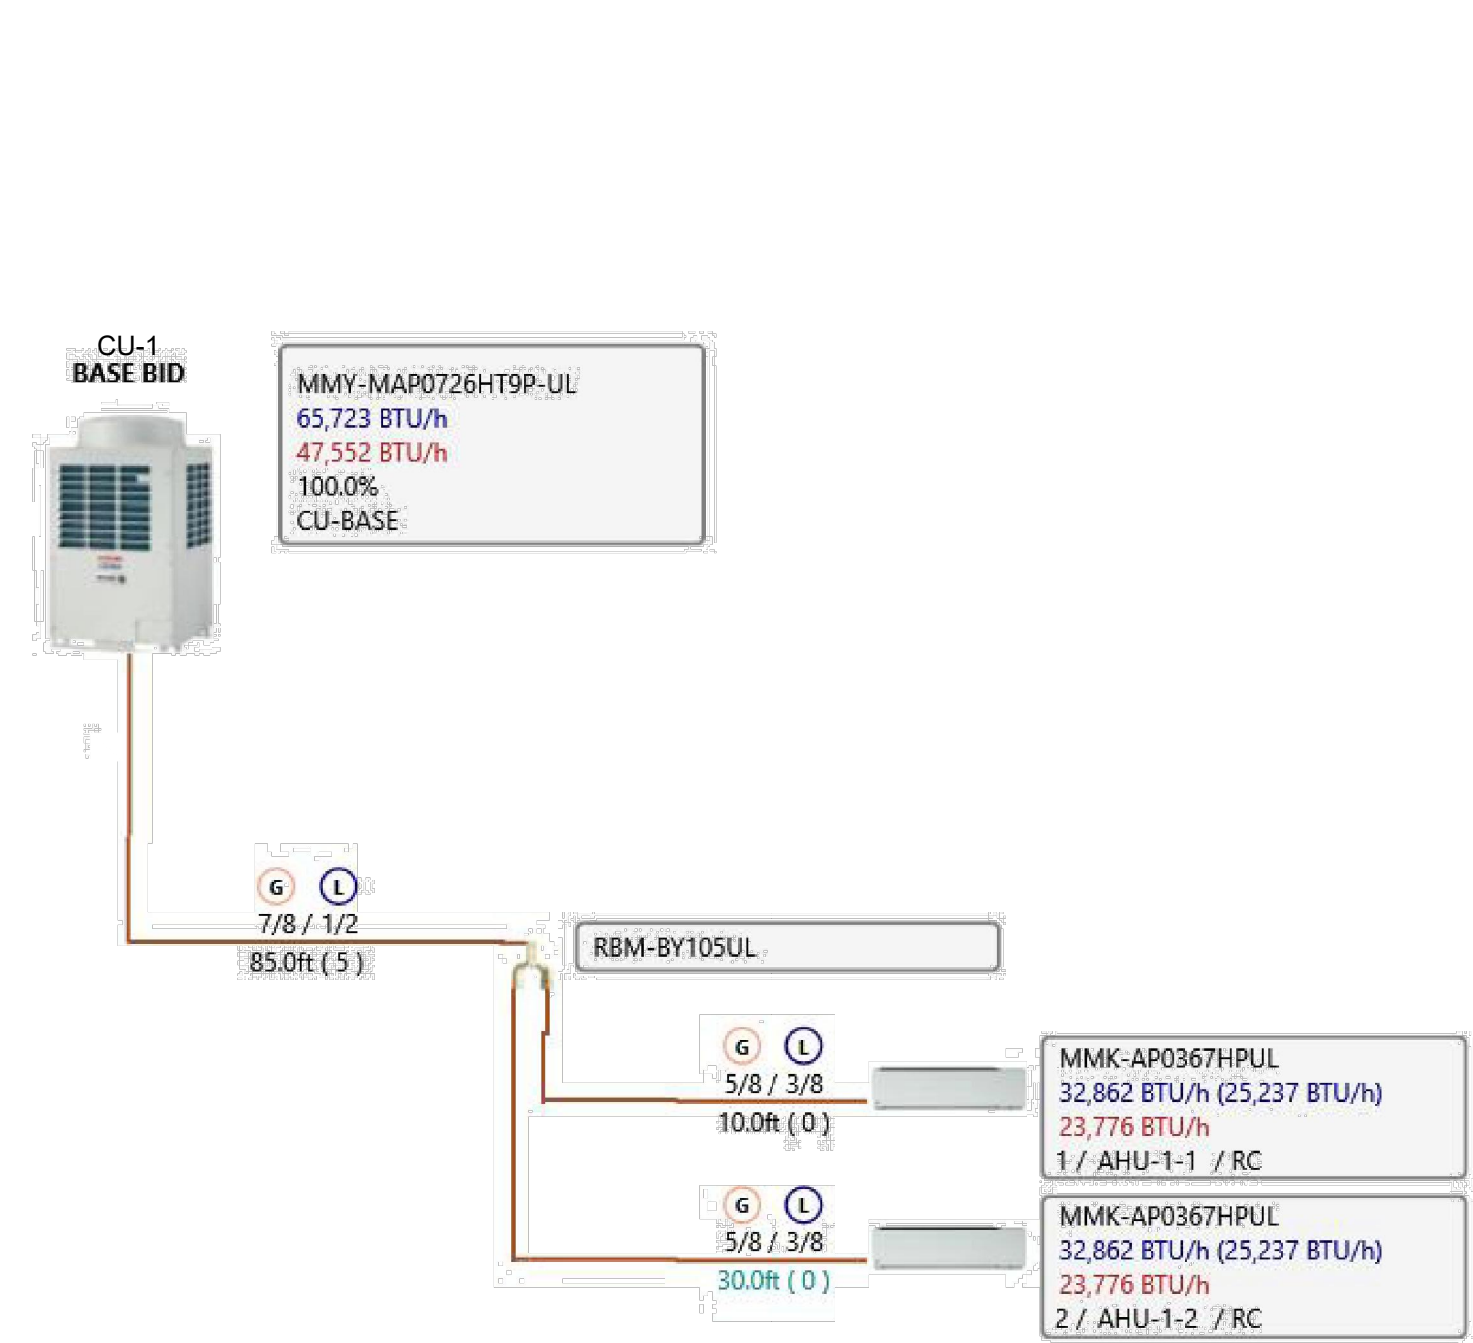 CU-1
BASE BID
MMY-MAP0726HT9P-UL
65,723 BTU/h
47,552 BTU/h
100.0%
CU-BASE
G L
7/8 / 1/2
85.0ft ( 5 )
RBM-BY105UL
G L
5/8 / 3/8
10.0ft ( 0 )
MMK-AP0367HPUL
32,862 BTU/h (25,237 BTU/h)
23,776 BTU/h
1 / AHU-1-1 / RC
G L
5/8 / 3/8
30.0ft ( 0 )
MMK-AP0367HPUL
32,862 BTU/h (25,237 BTU/h)
23,776 BTU/h
2 / AHU-1-2 / RC